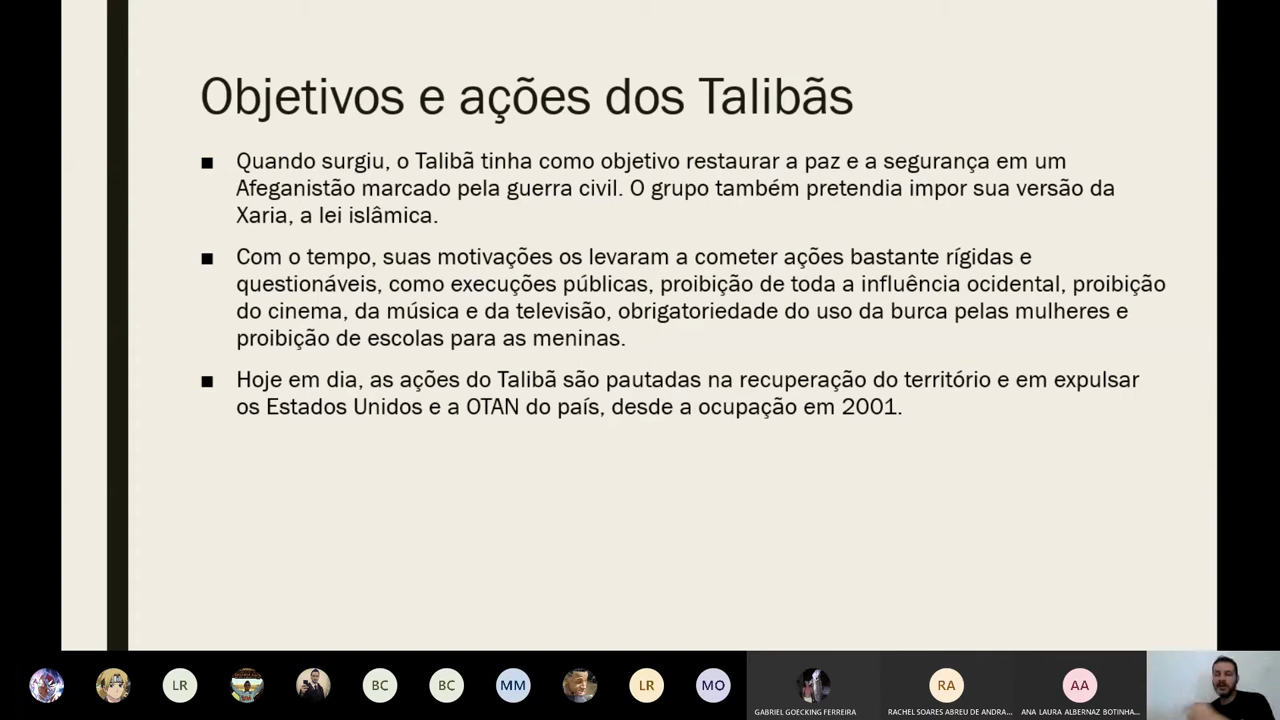 Objetivos e ações dos Talibãs
▪ Quando surgiu, o Talibã tinha como objetivo restaurar a paz e a segurança em um
Afeganistão marcado pela guerra civil. O grupo também pretendia impor sua versão da
Xaria, a lei islâmica.
▪ Com o tempo, suas motivações os levaram a cometer ações bastante rígidas e
questionáveis, como execuções públicas, proibição de toda a influência ocidental, proibição
do cinema, da música e da televisão, obrigatoriedade do uso da burca pelas mulheres e
proibição de escolas para as meninas.
▪ Hoje em dia, as ações do Talibã são pautadas na recuperação do território e em expulsar
os Estados Unidos e a OTAN do país, desde a ocupação em 2001.
LR BC BC MM LR MO RA AA
GABRIEL GOECKING FERREIRA RACHEL SOARES ABREU DE ANDRA... ANA LAURA ALBERNAZ BOTINHA...